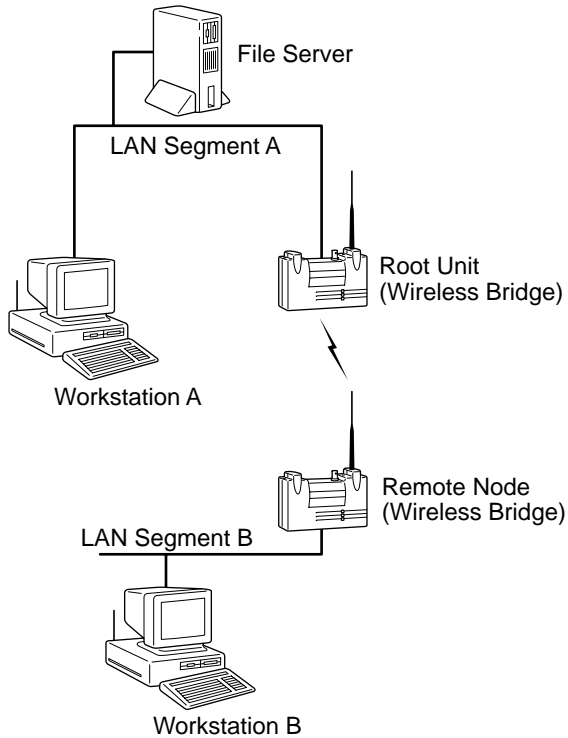 File Server
LAN Segment A
Root Unit
(Wireless Bridge)
Workstation A
Remote Node
(Wireless Bridge)
LAN Segment B
Workstation B